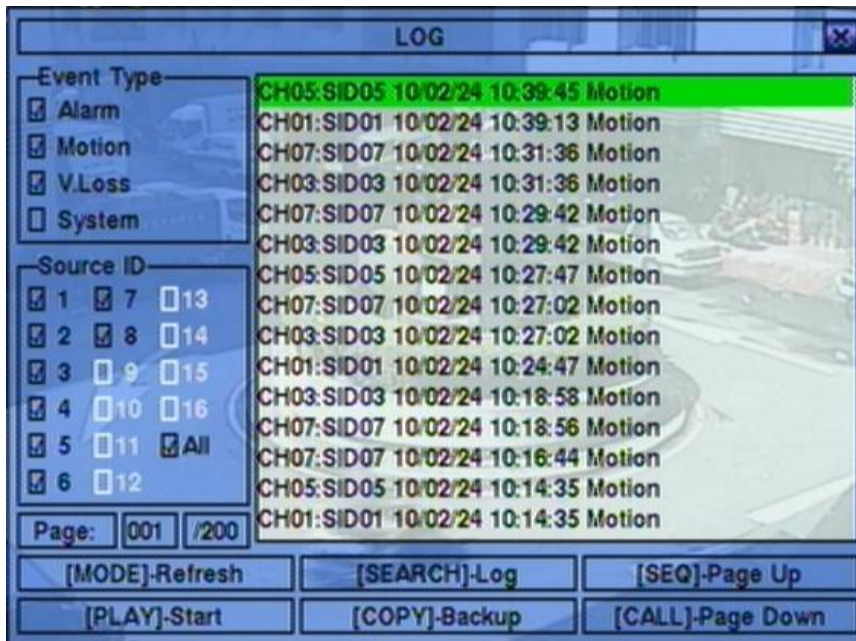 LOG
Event Type
Alarm
Motion
V.Loss
System
Source ID
1 7 13
2 8 14
3 9 15
4 10 16
5 11 All
6 12
Page: 001 /200
CH05:SID05 10/02/24 10:39:45 Motion
CH01:SID01 10/02/24 10:39:13 Motion
CH07:SID07 10/02/24 10:31:36 Motion
CH03:SID03 10/02/24 10:31:36 Motion
CH07:SID07 10/02/24 10:29:42 Motion
CH03:SID03 10/02/24 10:29:42 Motion
CH05:SID05 10/02/24 10:27:47 Motion
CH07:SID07 10/02/24 10:27:02 Motion
CH03:SID03 10/02/24 10:27:02 Motion
CH01:SID01 10/02/24 10:24:47 Motion
CH03:SID03 10/02/24 10:18:58 Motion
CH07:SID07 10/02/24 10:18:56 Motion
CH07:SID07 10/02/24 10:16:44 Motion
CH05:SID05 10/02/24 10:14:35 Motion
CH01:SID01 10/02/24 10:14:35 Motion
[MODE]-Refresh [SEARCH]-Log [SEQ]-Page Up
[PLAY]-Start [COPY]-Backup [CALL]-Page Down